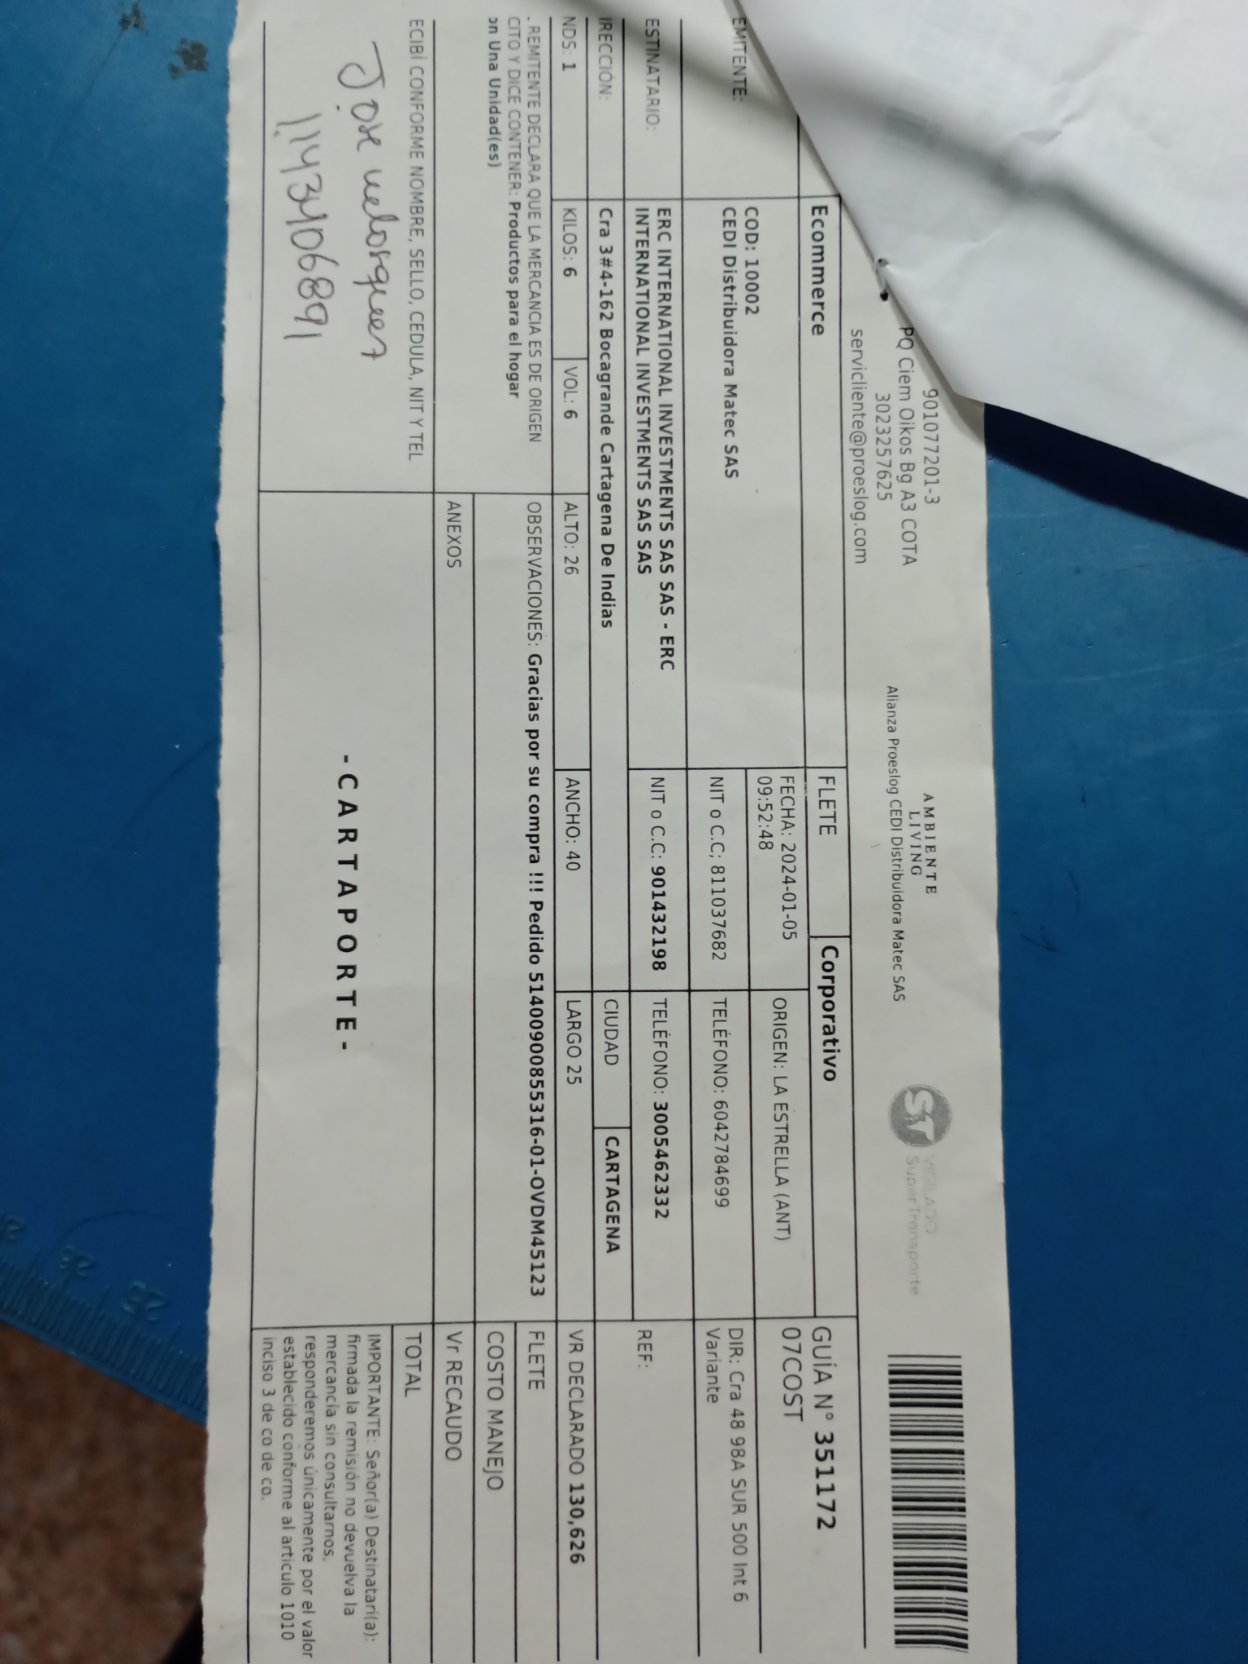 901077201-3
PQ Ciem Oikos Bg A3 COTA
3023257625
servicliente@proeslog.com
AMBIENTE
LIVING
Alianza Proeslog CEDI Distribuidora Matec SAS
VIGILADO
SuperTransporte
Ecommerce
FLETE
Corporativo
GUÍA N° 351172
07COST
EMITENTE:
COD: 10002
CEDI Distribuidora Matec SAS
FECHA: 2024-01-05
09:52:48
ORIGEN: LA ESTRELLA (ANT)
NIT o C.C; 811037682
TELÉFONO: 6042784699
DIR: Cra 48 98A SUR 500 Int 6
Variante
ESTINATARIO:
ERC INTERNATIONAL INVESTMENTS SAS SAS - ERC
INTERNATIONAL INVESTMENTS SAS SAS
NIT o C.C: 901432198
TELÉFONO: 3005462332
REF:
IRECCION:
Cra 3#4-162 Bocagrande Cartagena De Indias
CIUDAD
CARTAGENA
NDS: 1
KILOS: 6
VOL: 6
ALTO: 26
ANCHO: 40
LARGO 25
VR DECLARADO 130,626
. REMITENTE DECLARA QUE LA MERCANCIA ES DE ORIGEN
CITO Y DICE CONTENER: Productos para el hogar
on Una Unidad(es)
OBSERVACIONES: Gracias por su compra !!! Pedido 51400900855316-01-OVDM45123
FLETE
COSTO MANEJO
ANEXOS
Vr RECAUDO
ECIBÍ CONFORME NOMBRE, SELLO, CEDULA, NIT Y TEL
TOTAL
Jose velosquez
1143406891
- CARTAPORTE -
IMPORTANTE: Señor(a) Destinatari(a):
firmada la remisión no devuelva la
mercancía sin consultarnos,
responderemos únicamente por el valor
establecido conforme al articulo 1010
inciso 3 de co de co.